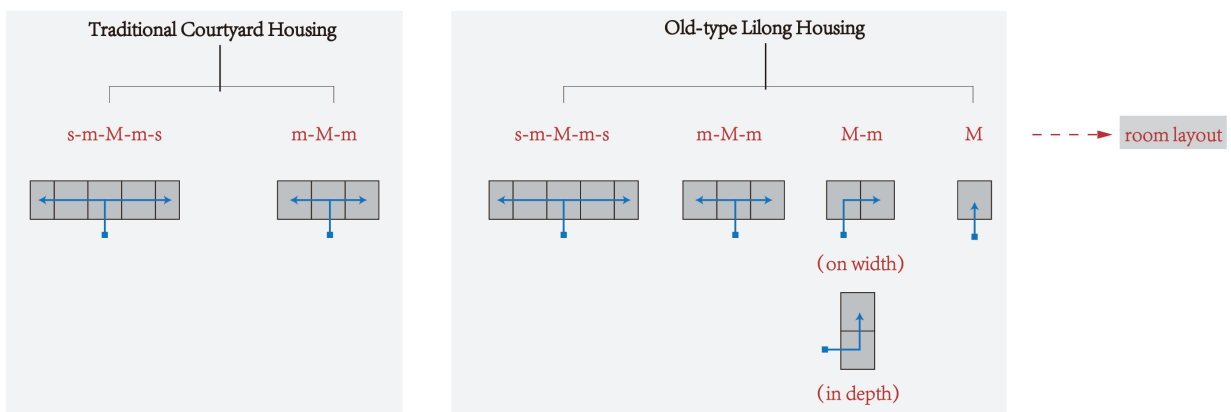 Traditional Courtyard Housing
Old-type Lilong Housing
s-m-M-m-s
m-M-m
s-m-M-m-s
m-M-m
M-m
M
room layout
(on width)
(in depth)